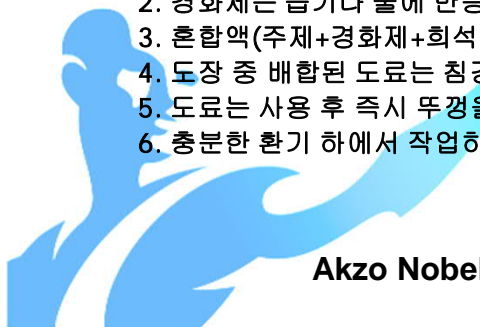 2. 경화제는 습기나 물에 반응
3. 혼합액(주제+경화제+희석
4. 도장 중 배합된 도료는 침강
5. 도료는 사용 후 즉시 뚜껑을
6. 충분한 환기 하에서 작업하
Akzo Nobel